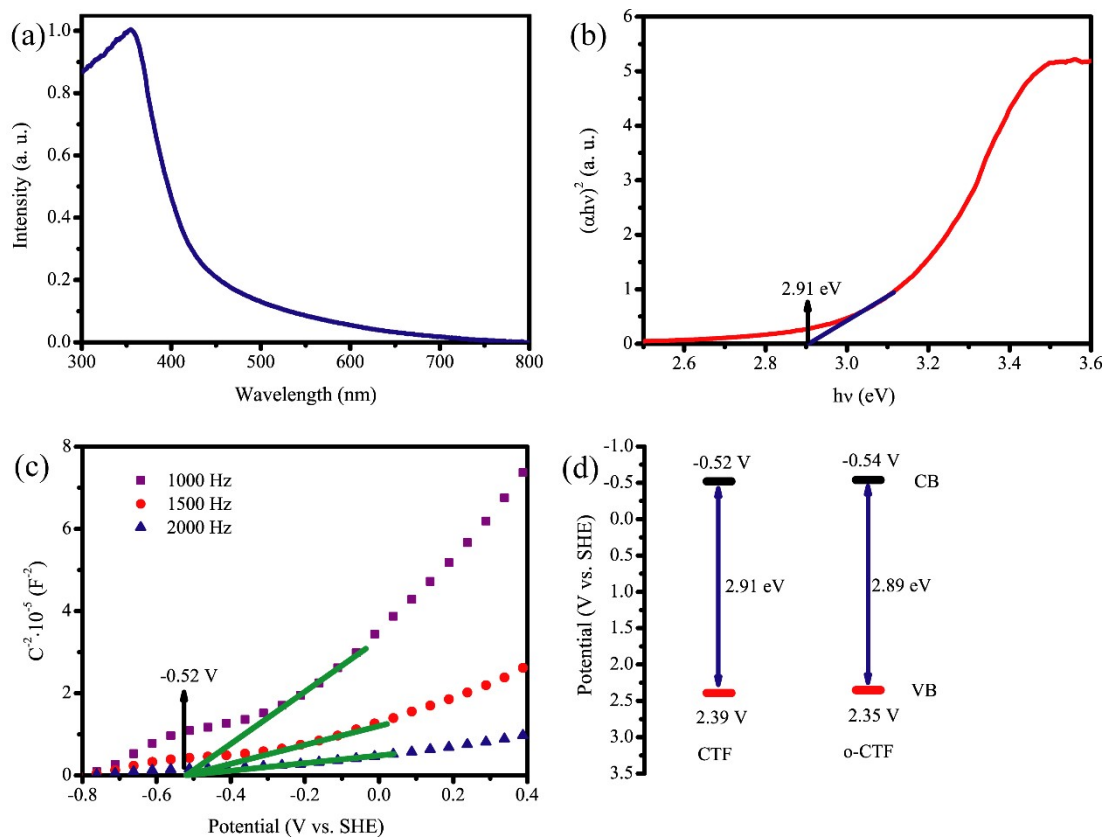 (a)
1.0
0.8
0.6
0.4
0.2
0.0
Intensity (a. u.)
300 400 500 600 700 800
Wavelength (nm)
(b)
6
5
4
3
2
1
0
(αhν)² (a. u.)
2.91 eV
2.6 2.8 3.0 3.2 3.4 3.6
hν (eV)
(c)
8
6
4
2
0
C⁻²·10⁻⁵ (F⁻²)
1000 Hz
1500 Hz
2000 Hz
-0.52 V
-0.8 -0.6 -0.4 -0.2 0.0 0.2 0.4
Potential (V vs. SHE)
(d)
-1.0
-0.5
0.0
0.5
1.0
1.5
2.0
2.5
3.0
3.5
Potential (V vs. SHE)
-0.52 V -0.54 V
CB
2.91 eV 2.89 eV
VB
2.39 V 2.35 V
CTF o-CTF